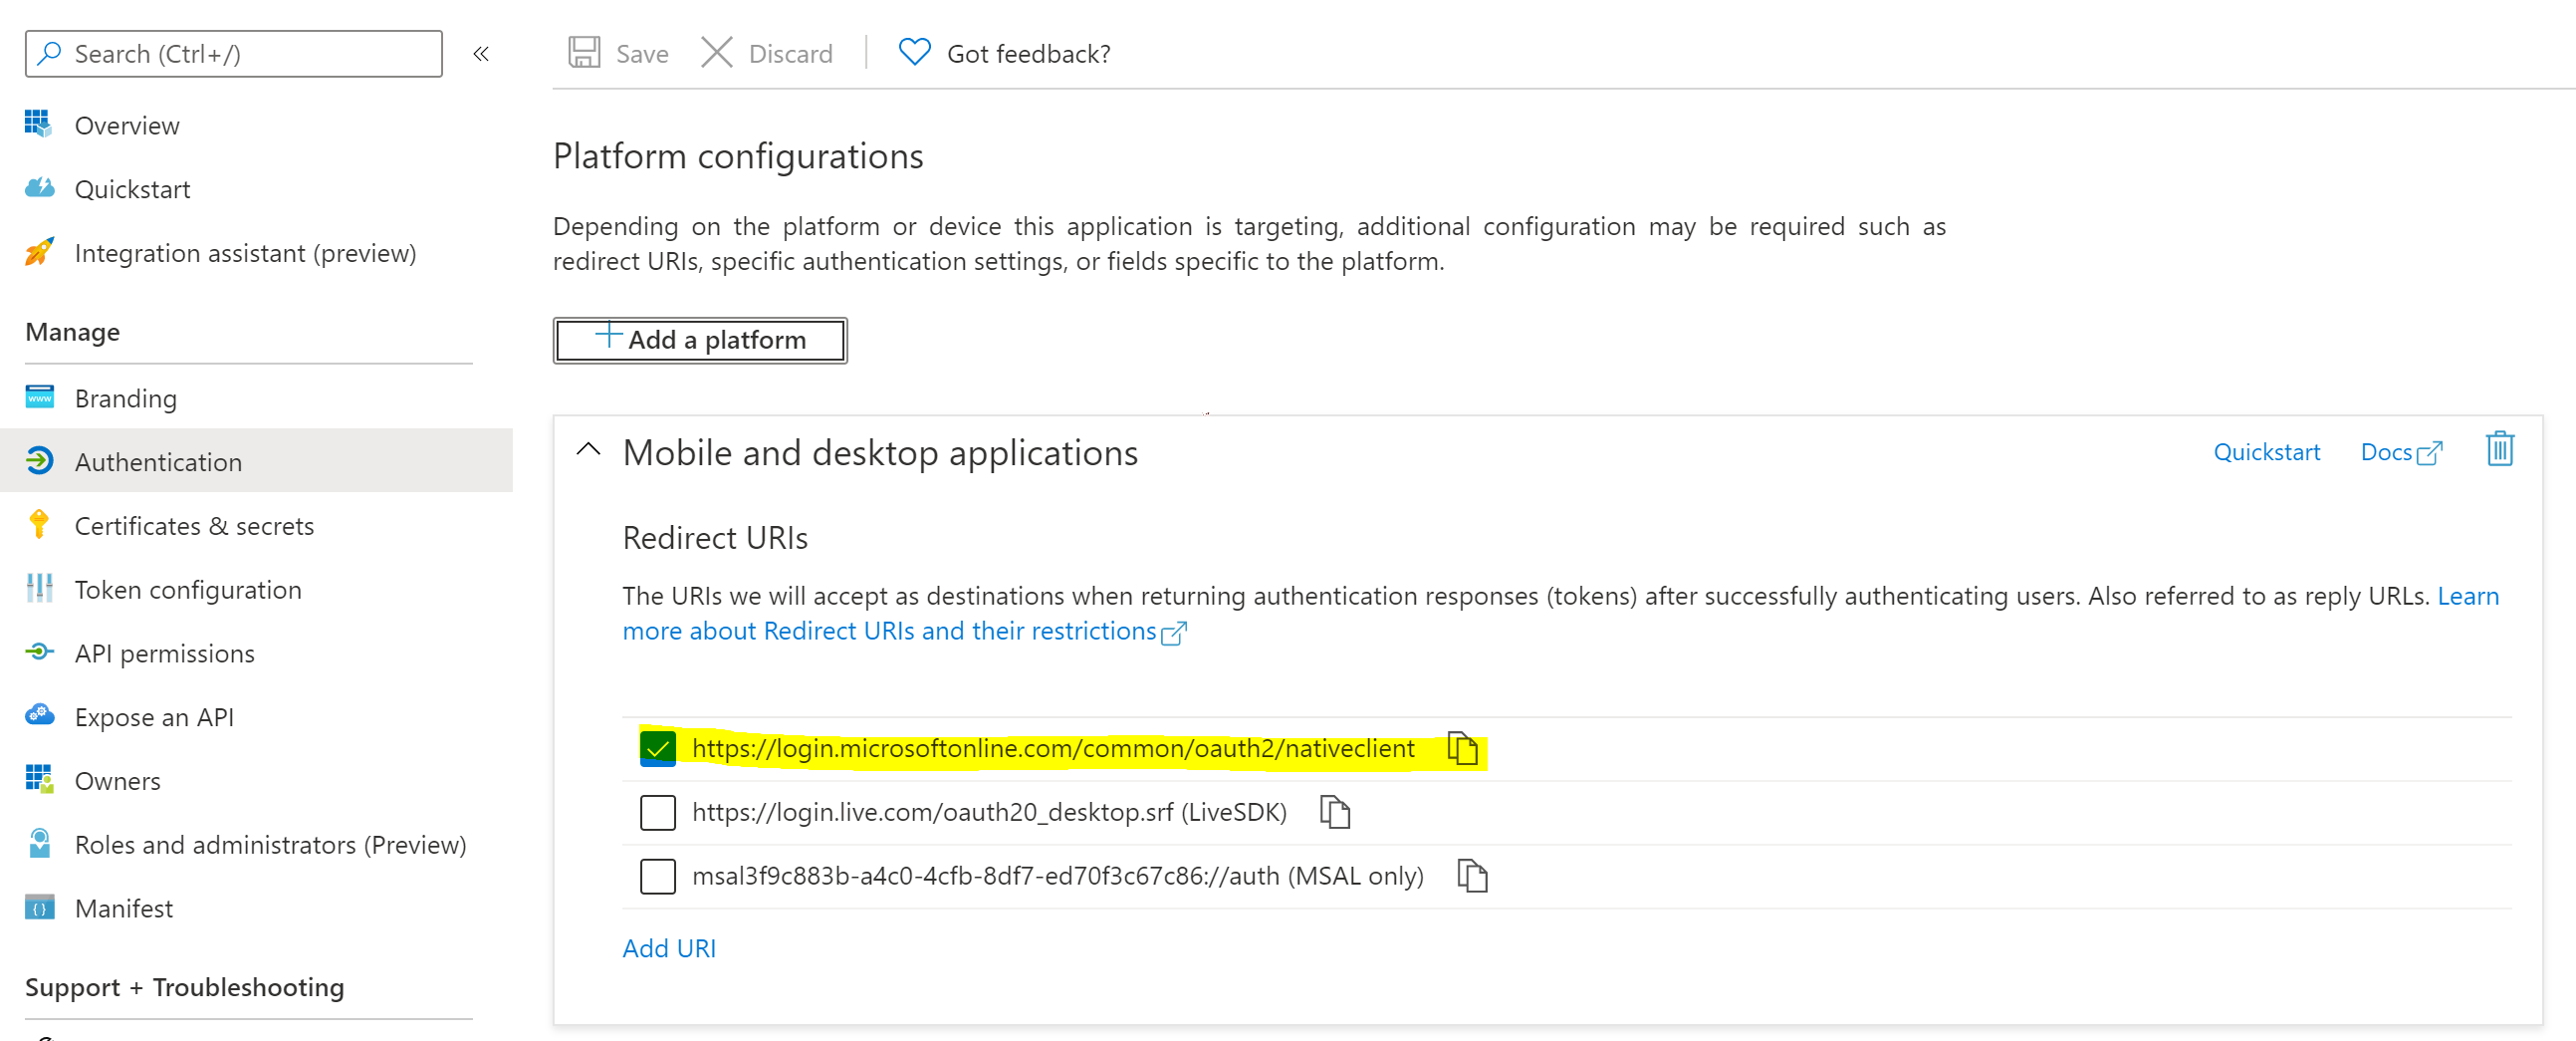 Search (Ctrl+/)
«
Overview
Quickstart
Integration assistant (preview)
Manage
Branding
Authentication
Certificates & secrets
Token configuration
API permissions
Expose an API
Owners
Roles and administrators (Preview)
Manifest
Support + Troubleshooting
Save
Discard
Got feedback?
Platform configurations
Depending on the platform or device this application is targeting, additional configuration may be required such as
redirect URIs, specific authentication settings, or fields specific to the platform.
Add a platform
Mobile and desktop applications
Quickstart
Docs
Redirect URIs
The URIs we will accept as destinations when returning authentication responses (tokens) after successfully authenticating users. Also referred to as reply URLs. Learn
more about Redirect URIs and their restrictions
https://login.microsoftonline.com/common/oauth2/nativeclient
https://login.live.com/oauth20_desktop.srf (LiveSDK)
msal3f9c883b-a4c0-4cfb-8df7-ed70f3c67c86://auth (MSAL only)
Add URI